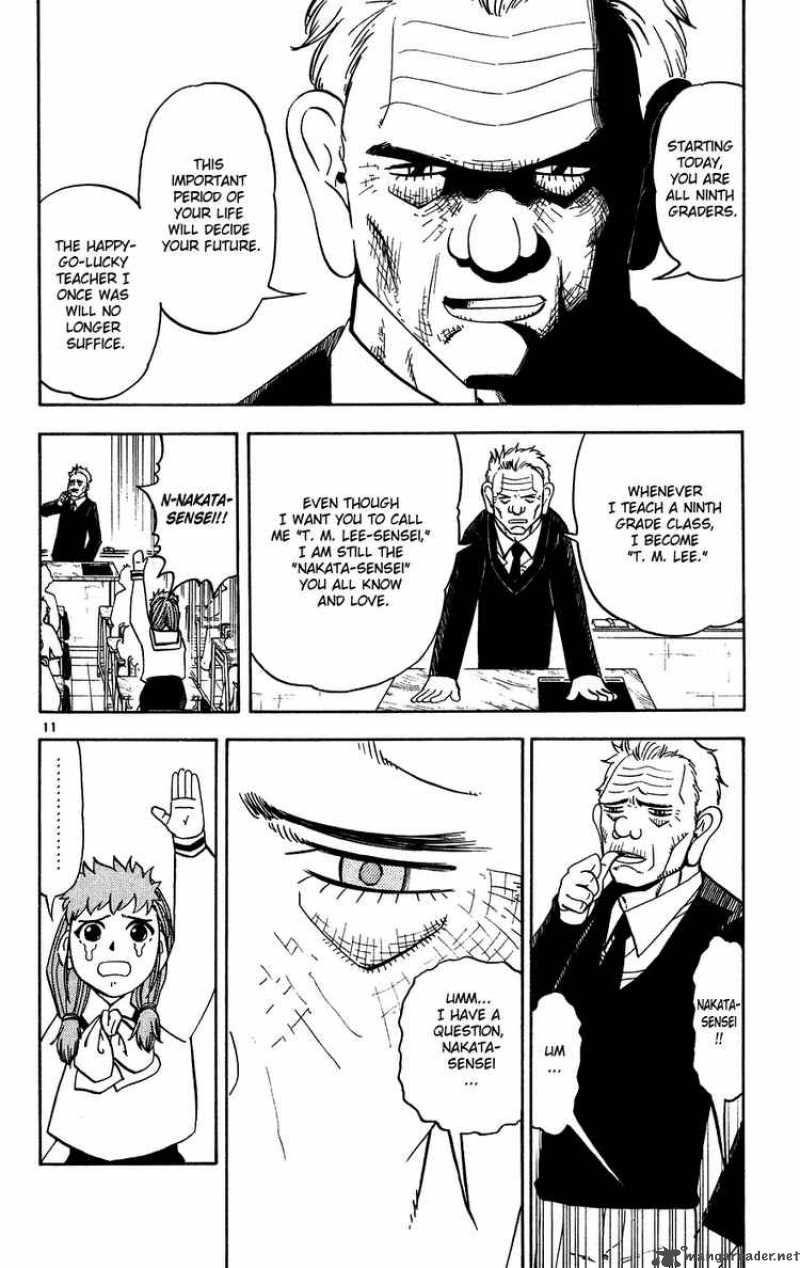 STARTING
TODAY,
YOU ARE
ALL NINTH
GRADERS.
THIS
IMPORTANT
PERIOD OF
YOUR LIFE
WILL DECIDE
YOUR FUTURE.
THE HAPPY-
GO-LUCKY
TEACHER I
ONCE WAS
WILL NO
LONGER
SUFFICE.
WHENEVER
I TEACH A NINTH
GRADE CLASS,
I BECOME
"T. M. LEE."
EVEN THOUGH
I WANT YOU TO CALL
ME "T. M. LEE-SENSEI,"
I AM STILL THE
"NAKATA-SENSEI"
YOU ALL KNOW
AND LOVE.
N-NAKATA-
SENSEI!!
11
NAKATA-
SENSEI
!!
UM
...
UMM...
I HAVE A
QUESTION,
NAKATA-
SENSEI
...
..........
mangareader.net